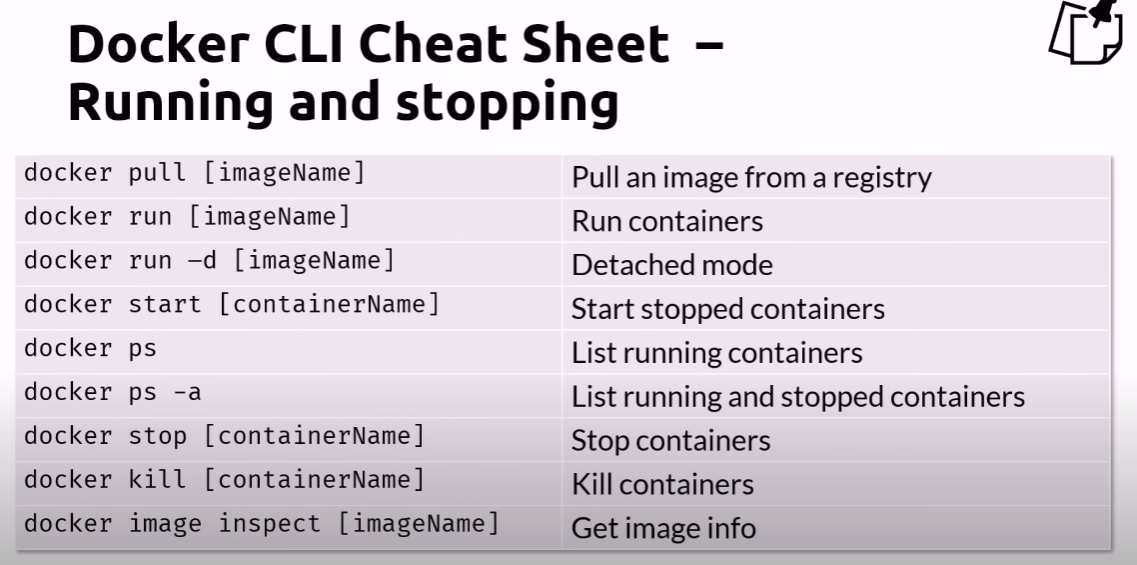 Docker CLI Cheat Sheet –
Running and stopping
docker pull [imageName] Pull an image from a registry
docker run [imageName] Run containers
docker run –d [imageName] Detached mode
docker start [containerName] Start stopped containers
docker ps List running containers
docker ps -a List running and stopped containers
docker stop [containerName] Stop containers
docker kill [containerName] Kill containers
docker image inspect [imageName] Get image info